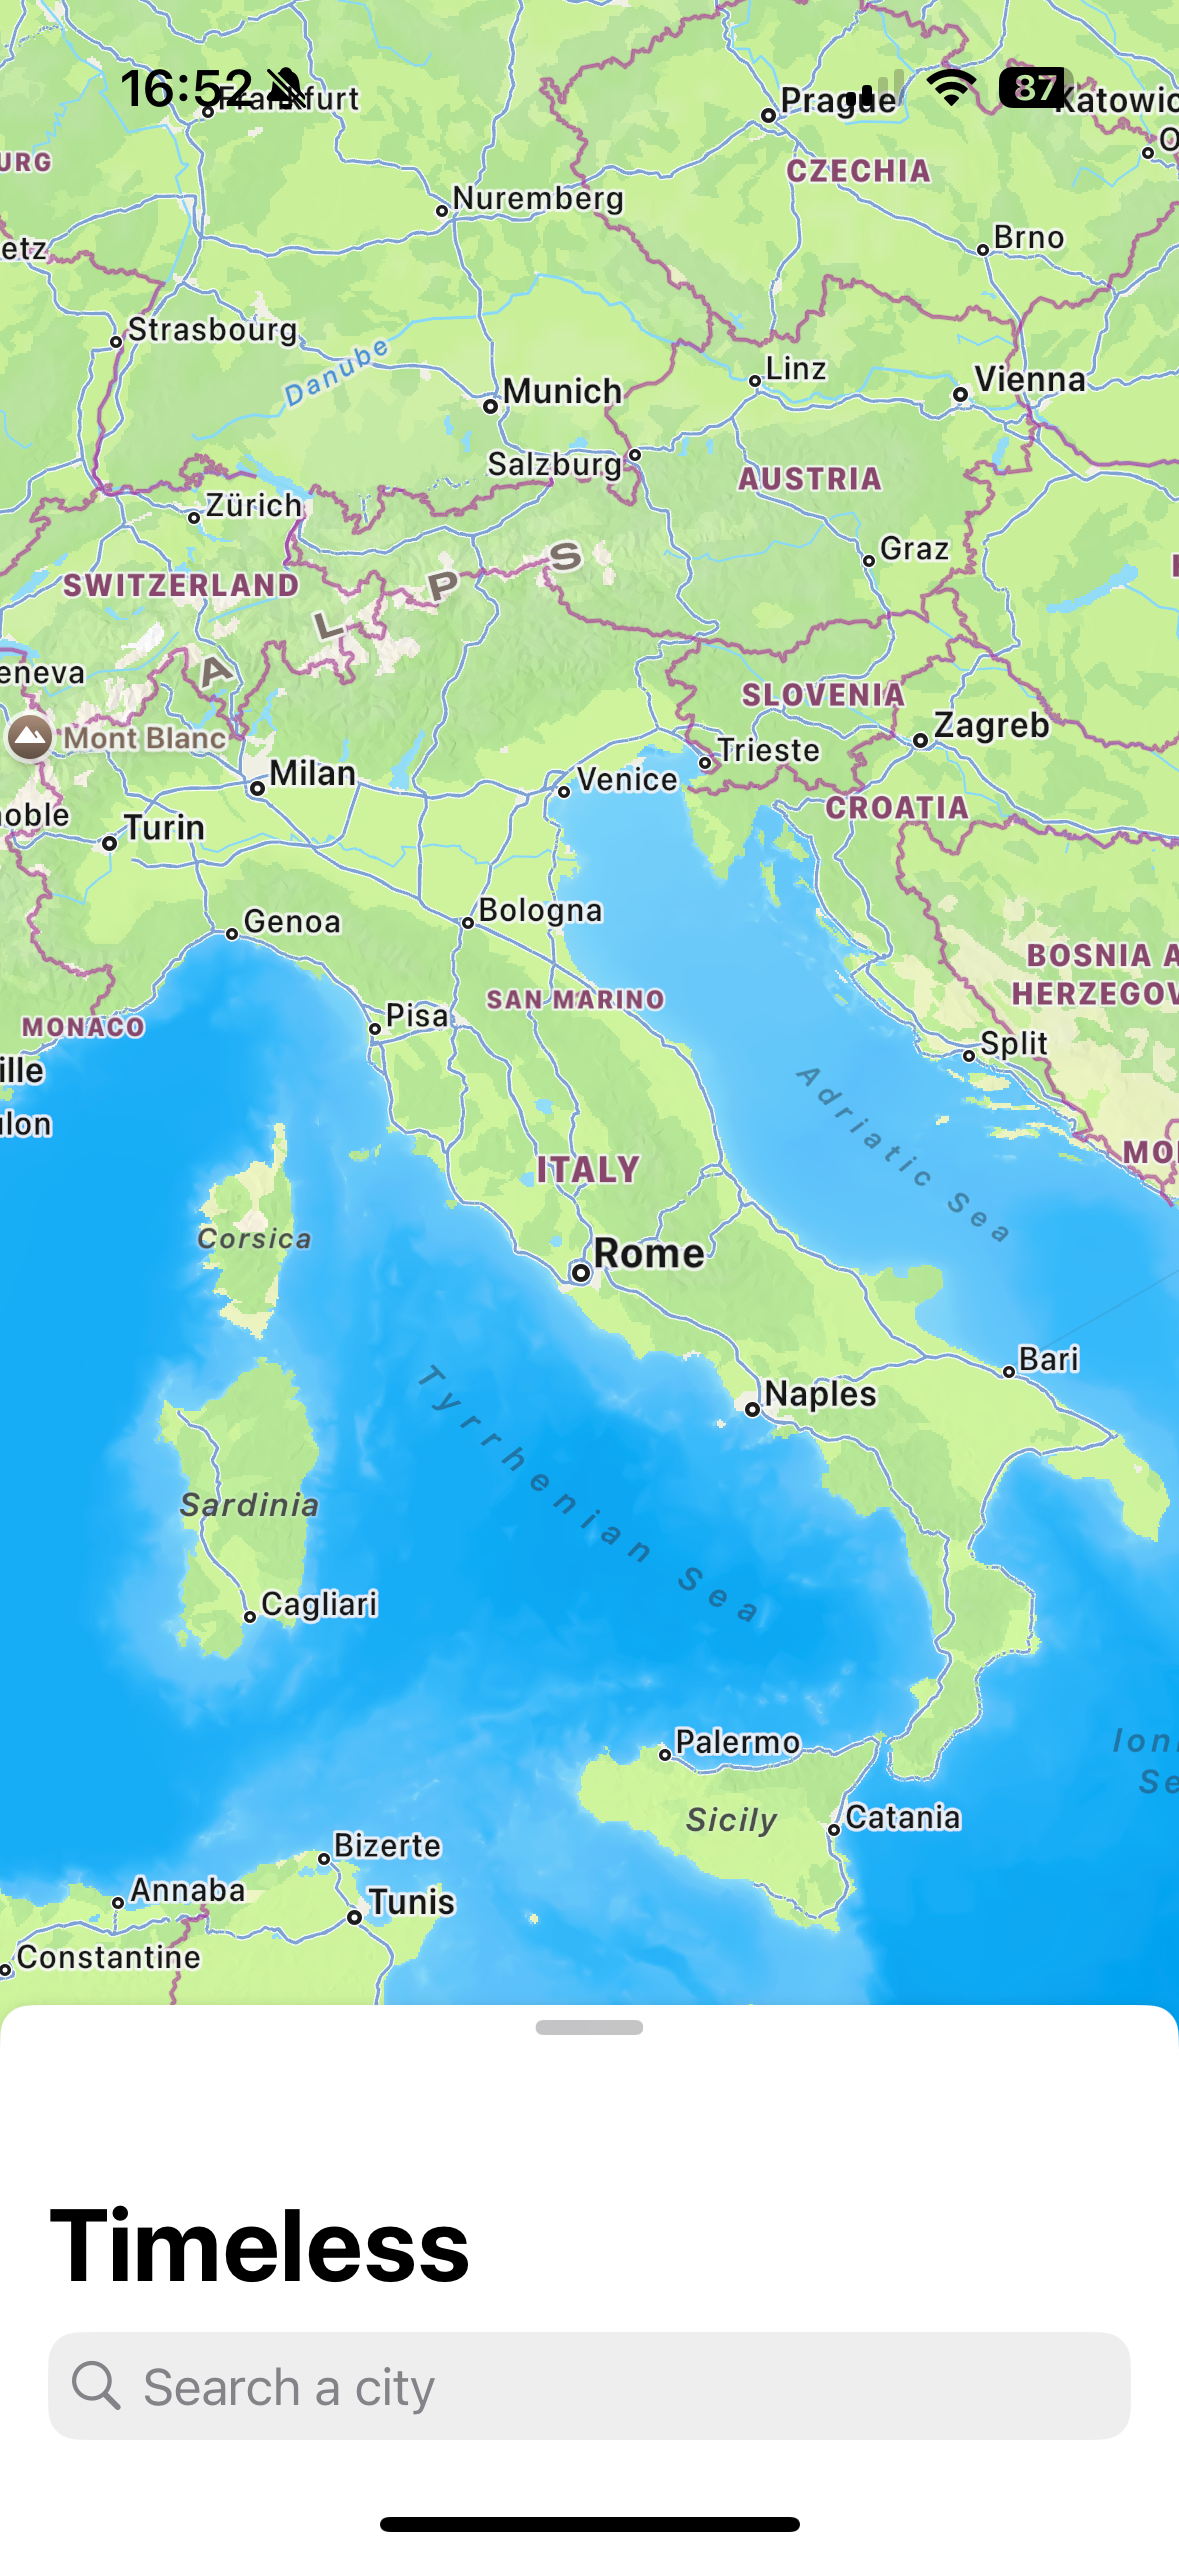 16:52
87
Frankfurt
Prague
Katowic
O
URG
CZECHIA
Nuremberg
Brno
etz
Strasbourg
Danube
Linz
Vienna
Munich
Salzburg
AUSTRIA
Zürich
Graz
SWITZERLAND
ALPS
eneva
SLOVENIA
Zagreb
Mont Blanc
Trieste
Milan
Venice
oble
CROATIA
Turin
Bologna
Genoa
BOSNIA A
HERZEGOV
SAN MARINO
Pisa
MONACO
Split
ille
lon
Adriatic Sea
MO
ITALY
Corsica
Rome
Bari
Naples
Tyrrhenian Sea
Sardinia
Cagliari
Palermo
Ion
Se
Sicily
Catania
Bizerte
Annaba
Tunis
Constantine
Timeless
Search a city